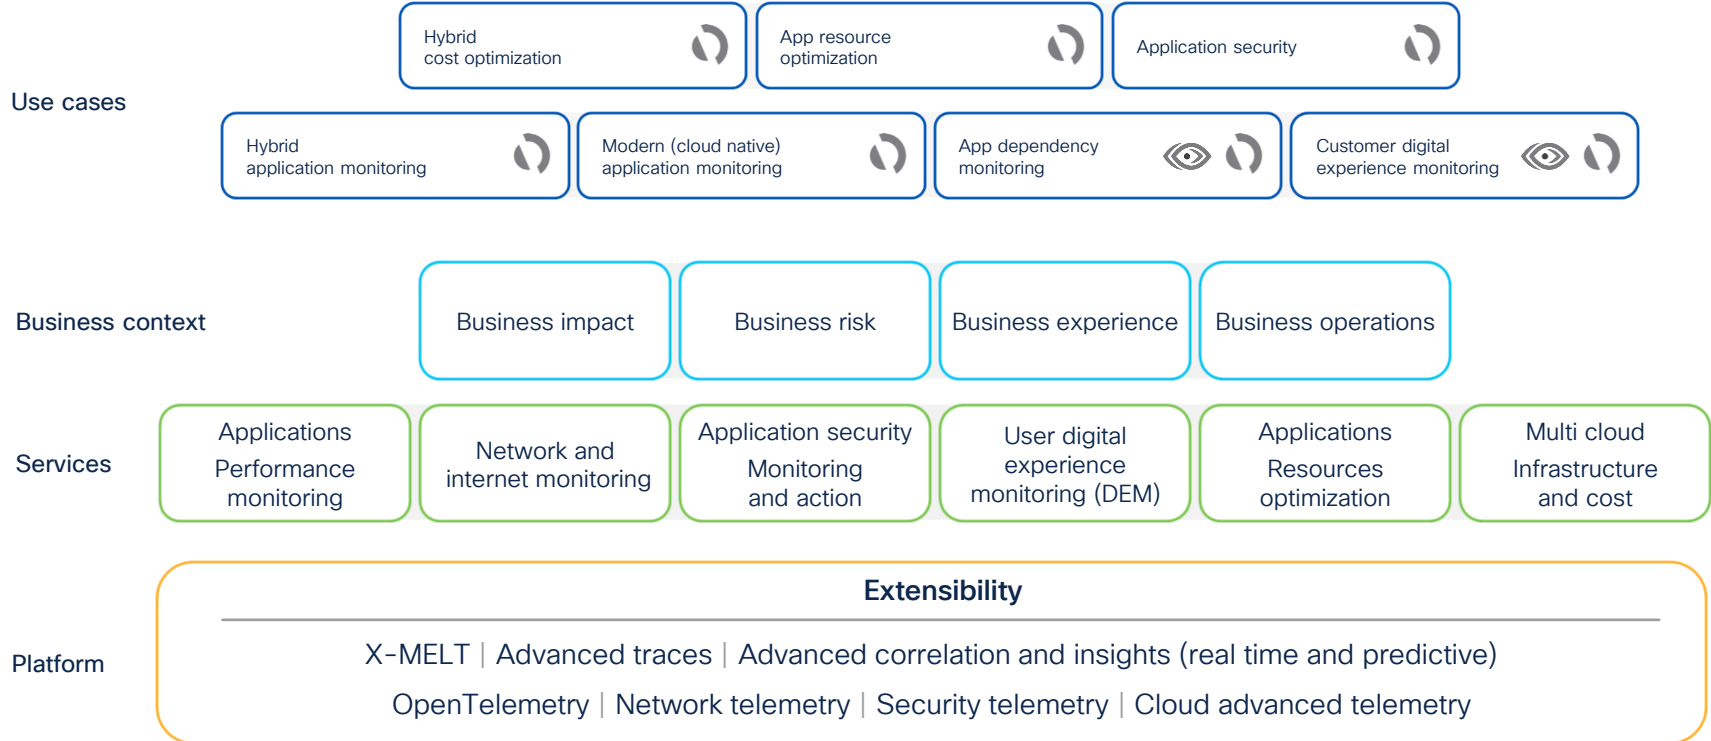 Use cases
Hybrid
cost optimization
App resource
optimization
Application security
Hybrid
application monitoring
Modern (cloud native)
application monitoring
App dependency
monitoring
Customer digital
experience monitoring
Business context
Business impact
Business risk
Business experience
Business operations
Services
Applications
Performance
monitoring
Network and
internet monitoring
Application security
Monitoring
and action
User digital
experience
monitoring (DEM)
Applications
Resources
optimization
Multi cloud
Infrastructure
and cost
Platform
Extensibility
X-MELT | Advanced traces | Advanced correlation and insights (real time and predictive)
OpenTelemetry | Network telemetry | Security telemetry | Cloud advanced telemetry